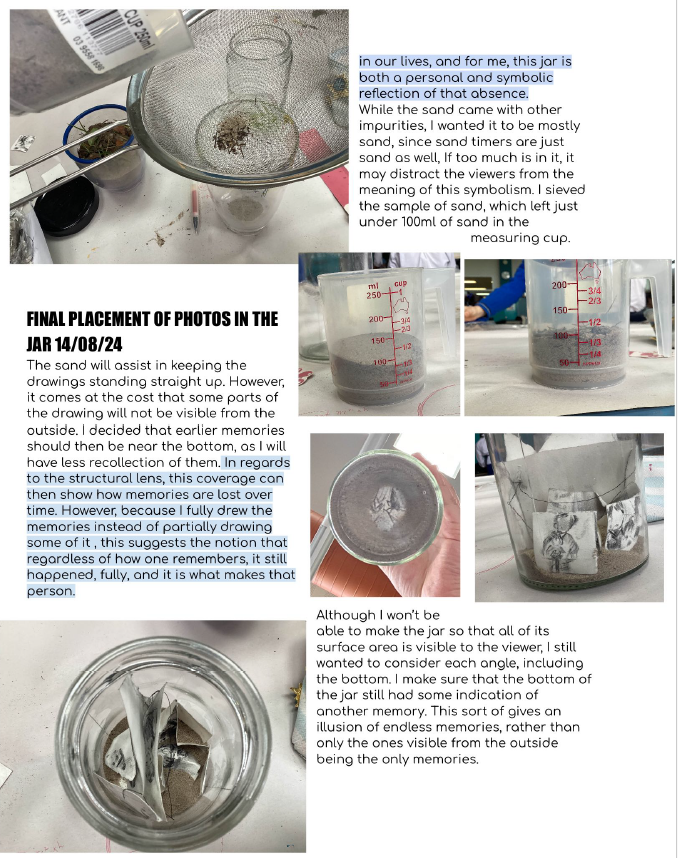 CUP 250ml
in our lives, and for me, this jar is
both a personal and symbolic
reflection of that absence.
While the sand came with other
impurities, I wanted it to be mostly
sand, since sand timers are just
sand as well, If too much is in it, it
may distract the viewers from the
meaning of this symbolism. I sieved
the sample of sand, which left just
under 100ml of sand in the
measuring cup.
ml cup
250 1
200
3/4
2/3
150
1/2
100
1/3
50
200
3/4
2/3
150
1/2
100
1/3
1/4
50
FINAL PLACEMENT OF PHOTOS IN THE
JAR 14/08/24
The sand will assist in keeping the
drawings standing straight up. However,
it comes at the cost that some parts of
the drawing will not be visible from the
outside. I decided that earlier memories
should then be near the bottom, as I will
have less recollection of them. In regards
to the structural lens, this coverage can
then show how memories are lost over
time. However, because I fully drew the
memories instead of partially drawing
some of it , this suggests the notion that
regardless of how one remembers, it still
happened, fully, and it is what makes that
person.
Although I won't be
able to make the jar so that all of its
surface area is visible to the viewer, I still
wanted to consider each angle, including
the bottom. I make sure that the bottom of
the jar still had some indication of
another memory. This sort of gives an
illusion of endless memories, rather than
only the ones visible from the outside
being the only memories.